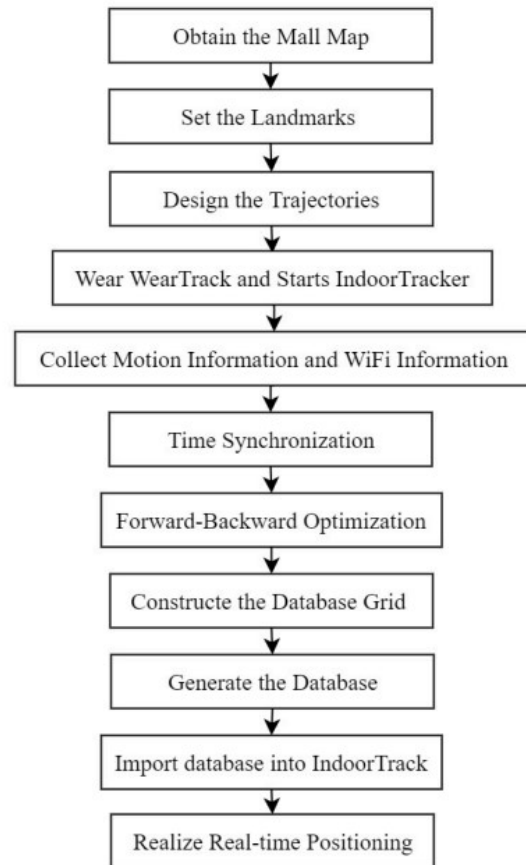 Obtain the Mall Map
Set the Landmarks
Design the Trajectories
Wear WearTrack and Starts IndoorTracker
Collect Motion Information and WiFi Information
Time Synchronization
Forward-Backward Optimization
Constructe the Database Grid
Generate the Database
Import database into IndoorTrack
Realize Real-time Positioning